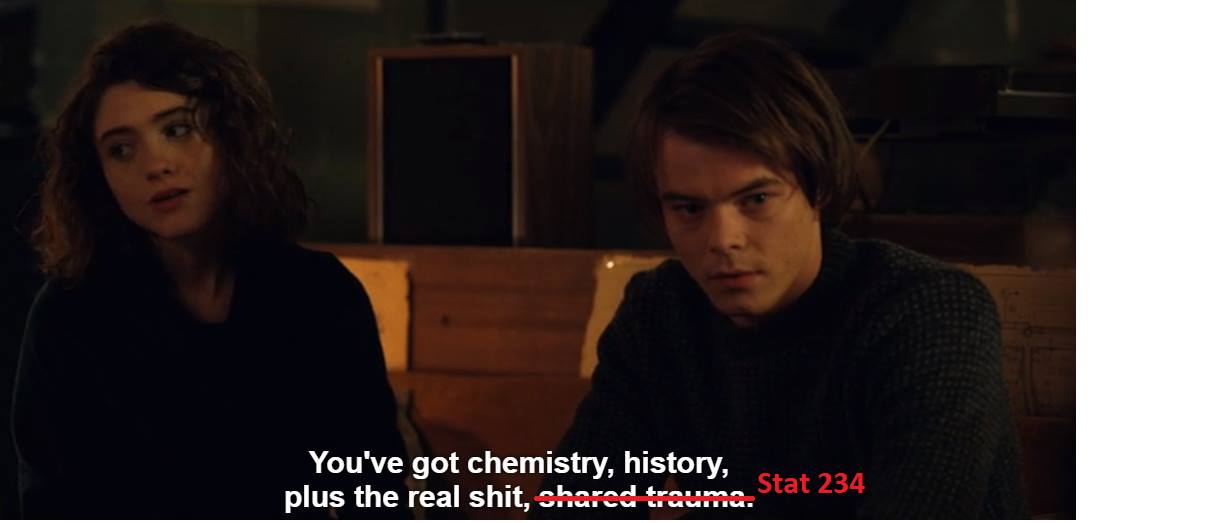 You've got chemistry, history,
plus the real shit, shared trauma. Stat 234